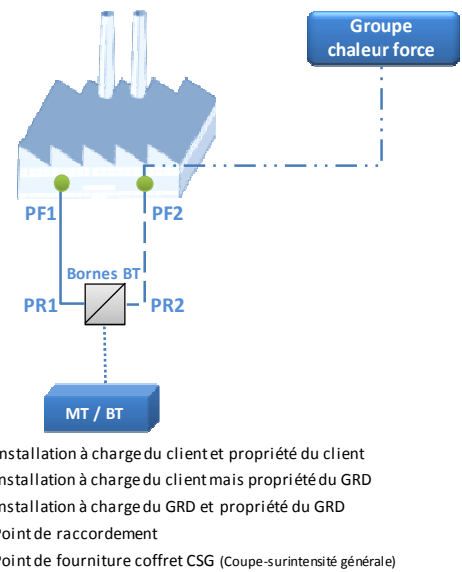 Groupe
chaleur force
PF1 PF2
Bornes BT
PR1 PR2
MT / BT
nstallation à charge du client et propriété du client
nstallation à charge du client mais propriété du GRD
nstallation à charge du GRD et propriété du GRD
Point de raccordement
Point de fourniture coffret CSG (Coupe-surintensité générale)